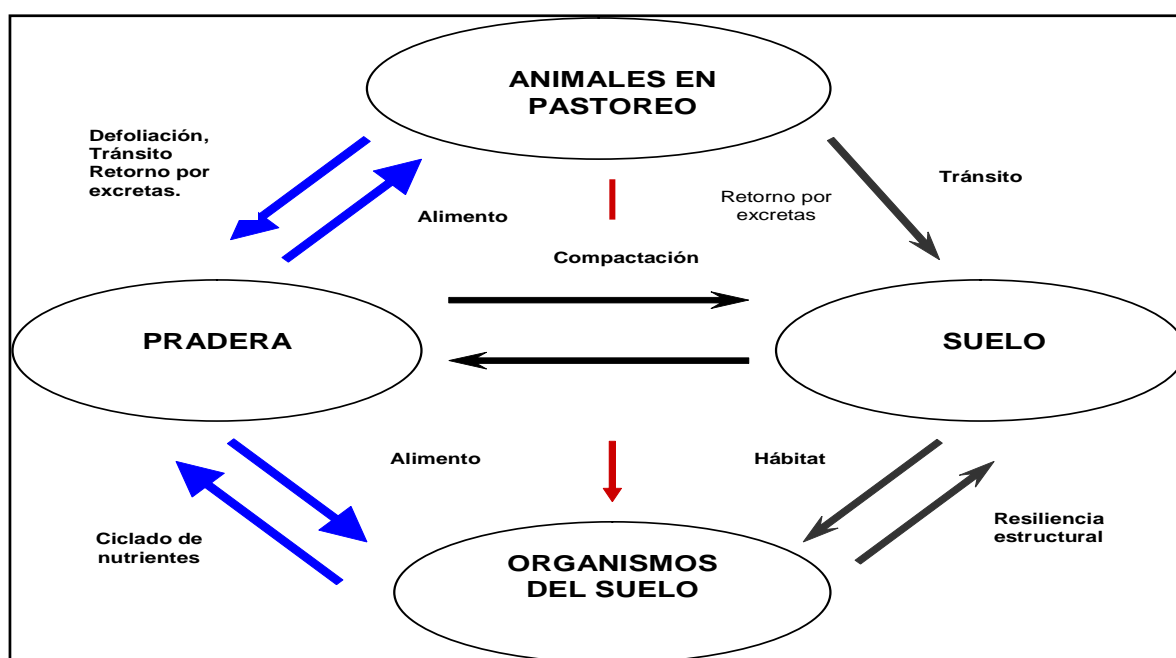 ANIMALES EN
PASTOREO
Defoliación,
Tránsito
Retorno por
excretas.
Tránsito
Retorno por
excretas
Alimento
Compactación
PRADERA
SUELO
Alimento
Hábitat
Resiliencia
estructural
Ciclado de
nutrientes
ORGANISMOS
DEL SUELO